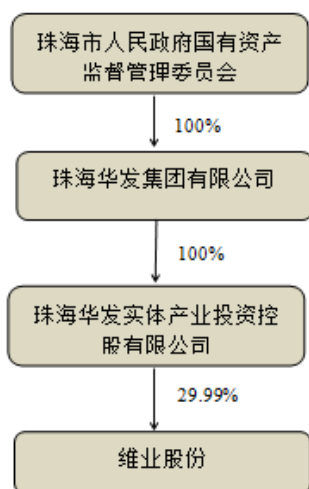 珠海市人民政府国有资产
监督管理委员会
100%
珠海华发集团有限公司
100%
珠海华发实体产业投资控
股有限公司
29.99%
维业股份